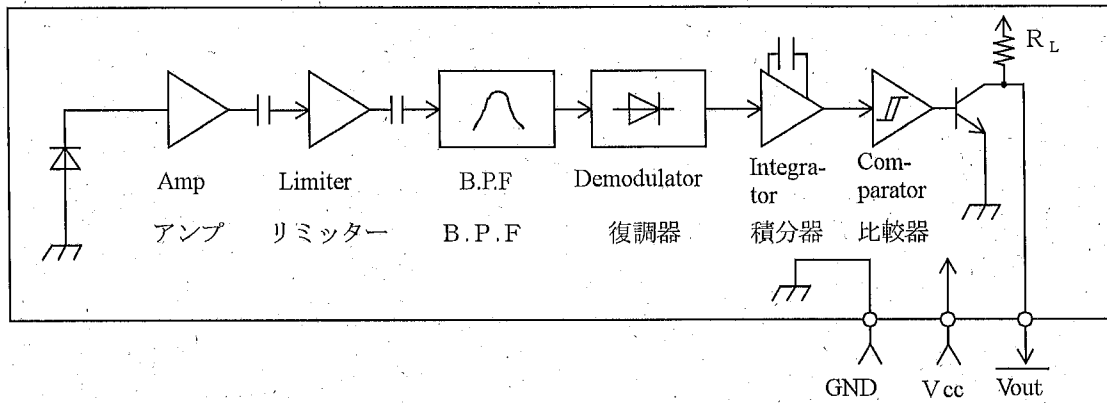 R L
Amp
Limiter
B.P.F
Demodulator
Integra-
tor
Com-
parator
アンプ
リミッター
B.P.F
復調器
積分器
比較器
GND
Vcc
Vout